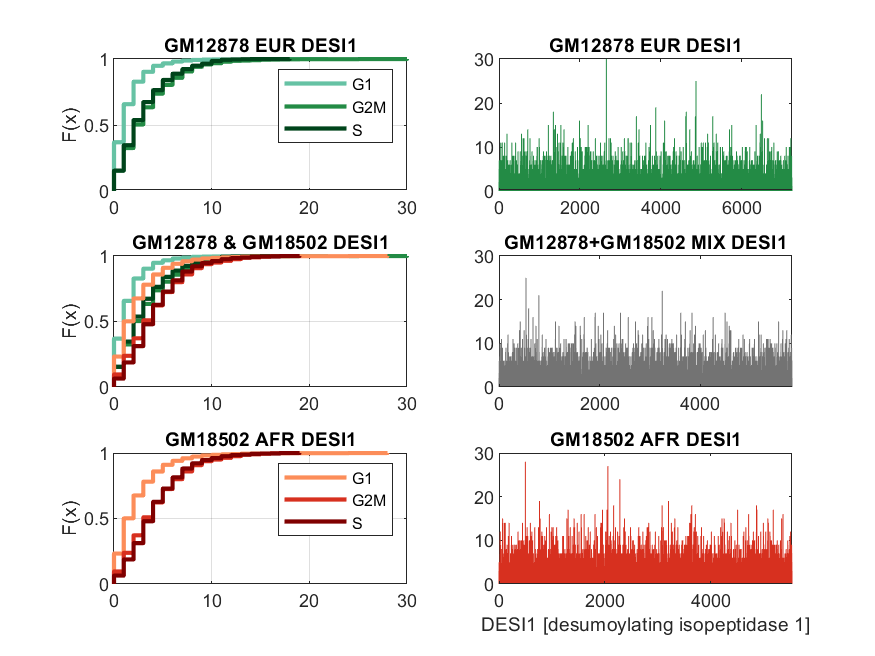 GM12878 EUR DESI1
F(x)
1
0.5
0
0 10 20 30
G1
G2M
S
GM12878 EUR DESI1
30
20
10
0
0 2000 4000 6000
GM12878 & GM18502 DESI1
F(x)
1
0.5
0
0 10 20 30
GM12878+GM18502 MIX DESI1
30
20
10
0
0 2000 4000
GM18502 AFR DESI1
F(x)
1
0.5
0
0 10 20 30
G1
G2M
S
GM18502 AFR DESI1
30
20
10
0
0 2000 4000
DESI1 [desumoylating isopeptidase 1]